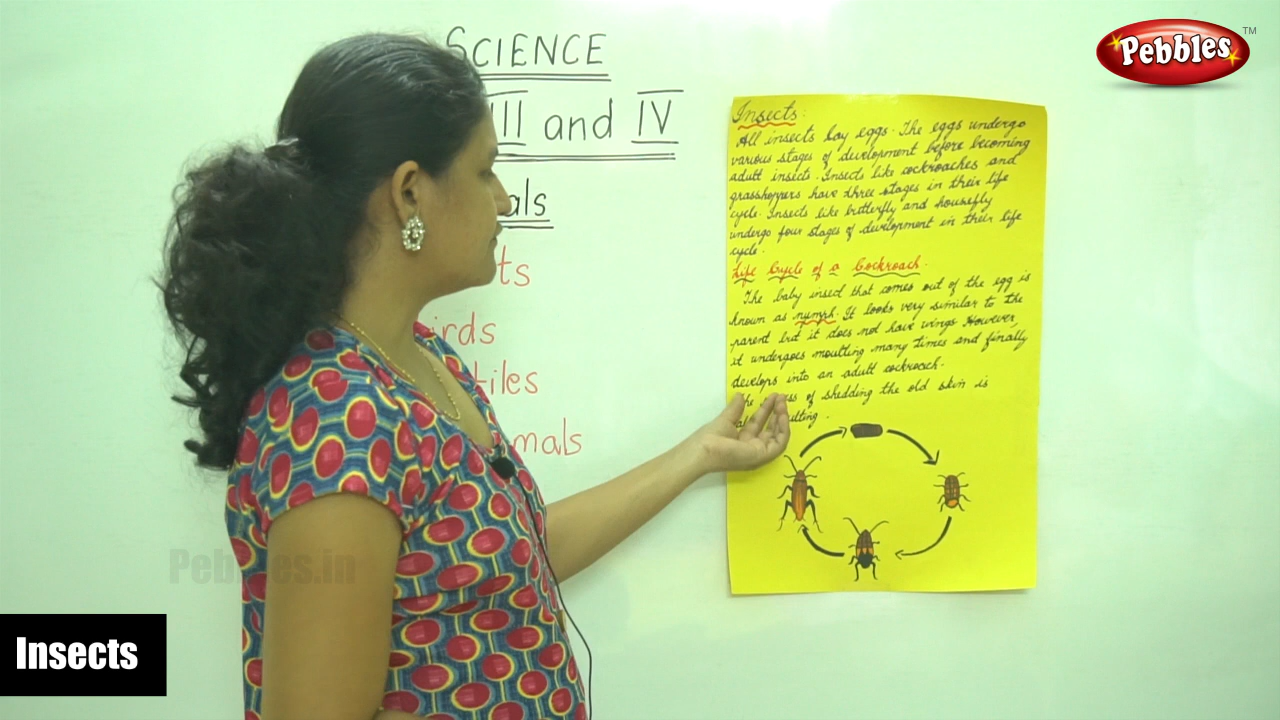 SCIENCE
III and IV
als
ts
irds
tiles
mals
Pebbles TM
Insects:
All insects lay eggs. The eggs undergo
various stages of development before becoming
adult insects. Insects like cockroaches and
grasshoppers have three stages in their life
cycle. Insects like butterfly and housefly
undergo four stages of development in their life
cycle.
Life Cycle of a Cockroach.
The baby insect that comes out of the egg is
known as nymph. It looks very similar to the
parent but it does not have wings However,
it undergoes moulting many times and finally
develops into an adult cockroach.
of shedding the old skin is
ulting.
Pebbles.in
Insects